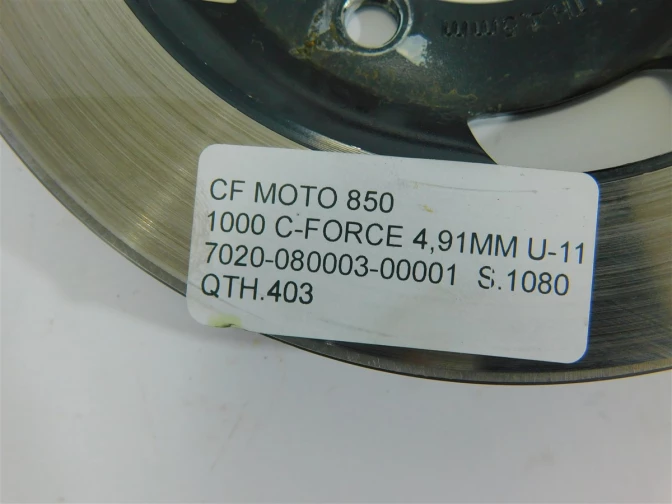 CF MOTO 850
1000 C-FORCE 4,91MM U-11
7020-080003-00001 S.1080
QTH.403